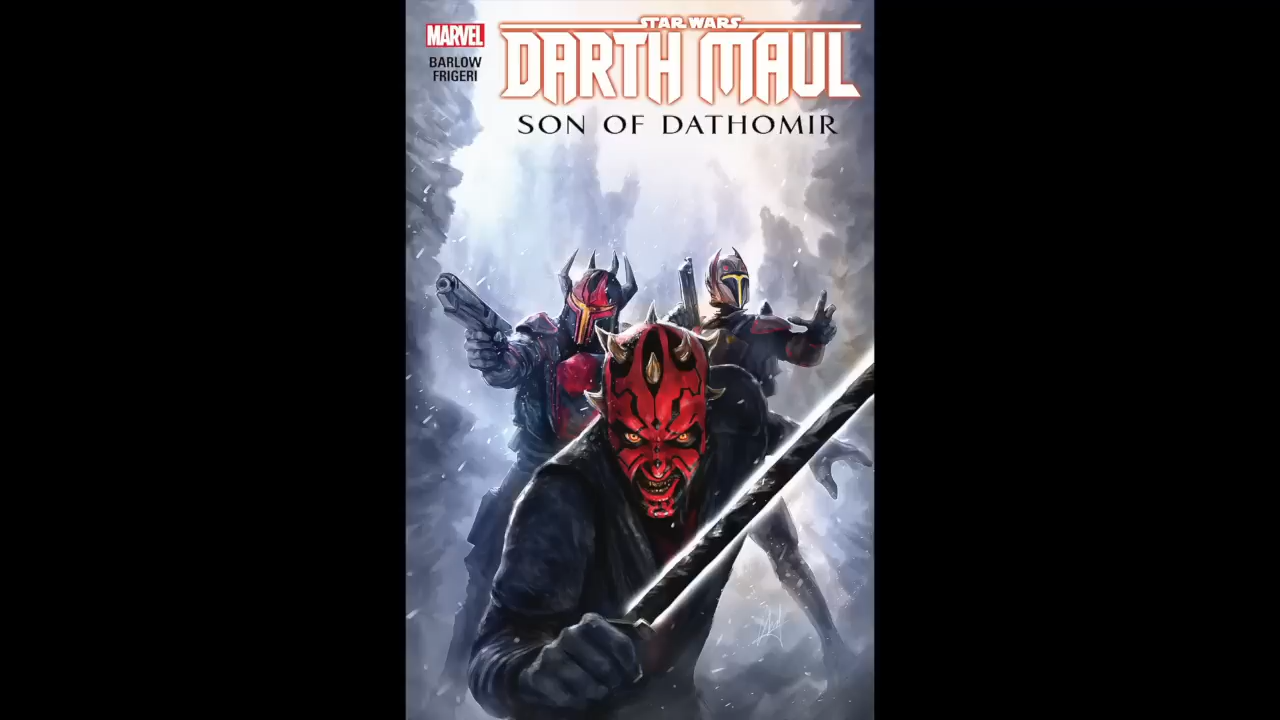 MARVEL
BARLOW
FRIGERI
STAR WARS
DARTH MAUL
SON OF DATHOMIR